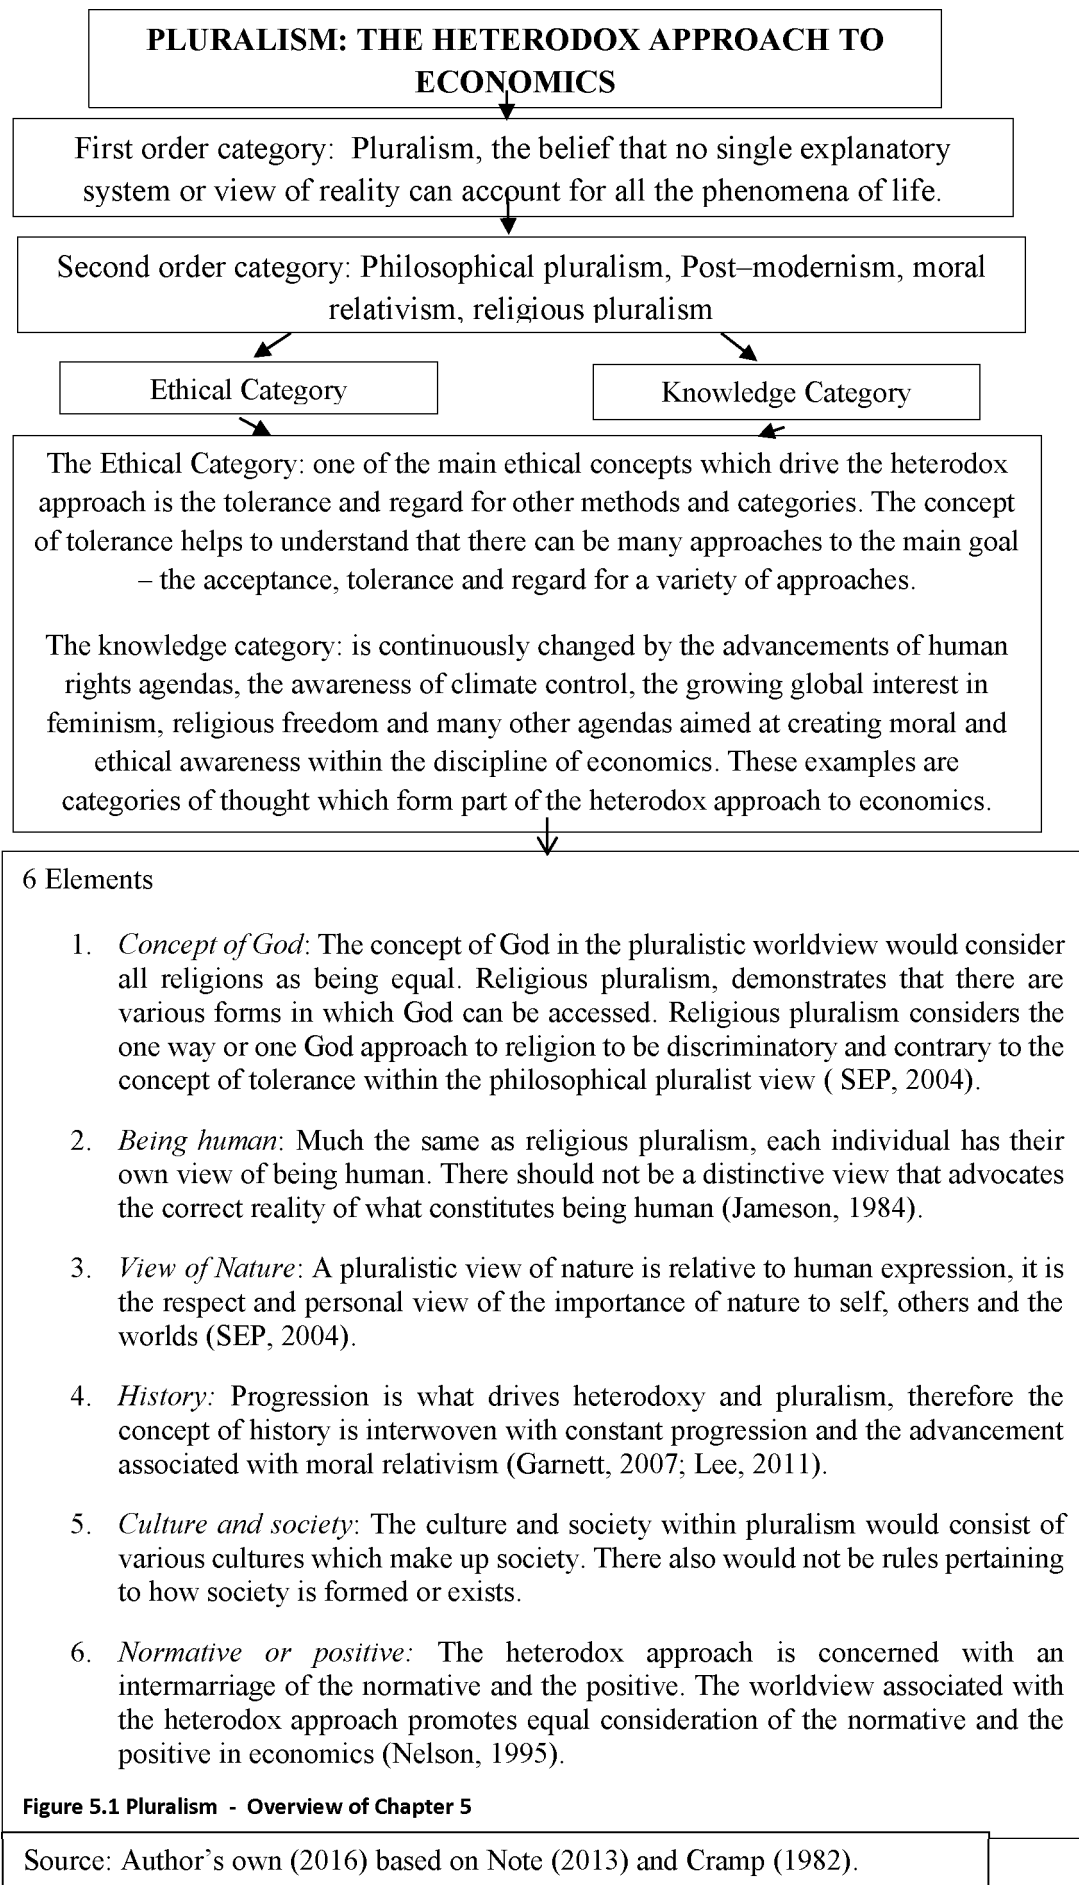 PLURALISM: THE HETERODOX APPROACH TO
ECONOMICS
First order category:  Pluralism, the belief that no single explanatory
system or view of reality can account for all the phenomena of life.
Second order category: Philosophical pluralism, Post–modernism, moral
relativism, religious pluralism
Ethical Category
Knowledge Category
The Ethical Category: one of the main ethical concepts which drive the heterodox
approach is the tolerance and regard for other methods and categories. The concept
of tolerance helps to understand that there can be many approaches to the main goal
– the acceptance, tolerance and regard for a variety of approaches.
The knowledge category: is continuously changed by the advancements of human
rights agendas, the awareness of climate control, the growing global interest in
feminism, religious freedom and many other agendas aimed at creating moral and
ethical awareness within the discipline of economics. These examples are
categories of thought which form part of the heterodox approach to economics.
6 Elements
1. Concept of God: The concept of God in the pluralistic worldview would consider
all religions as being equal. Religious pluralism, demonstrates that there are
various forms in which God can be accessed. Religious pluralism considers the
one way or one God approach to religion to be discriminatory and contrary to the
concept of tolerance within the philosophical pluralist view ( SEP, 2004).
2. Being human: Much the same as religious pluralism, each individual has their
own view of being human. There should not be a distinctive view that advocates
the correct reality of what constitutes being human (Jameson, 1984).
3. View of Nature: A pluralistic view of nature is relative to human expression, it is
the respect and personal view of the importance of nature to self, others and the
worlds (SEP, 2004).
4. History: Progression is what drives heterodoxy and pluralism, therefore the
concept of history is interwoven with constant progression and the advancement
associated with moral relativism (Garnett, 2007; Lee, 2011).
5. Culture and society: The culture and society within pluralism would consist of
various cultures which make up society. There also would not be rules pertaining
to how society is formed or exists.
6. Normative or positive: The heterodox approach is concerned with an
intermarriage of the normative and the positive. The worldview associated with
the heterodox approach promotes equal consideration of the normative and the
positive in economics (Nelson, 1995).
Figure 5.1 Pluralism  -  Overview of Chapter 5
Source: Author's own (2016) based on Note (2013) and Cramp (1982).